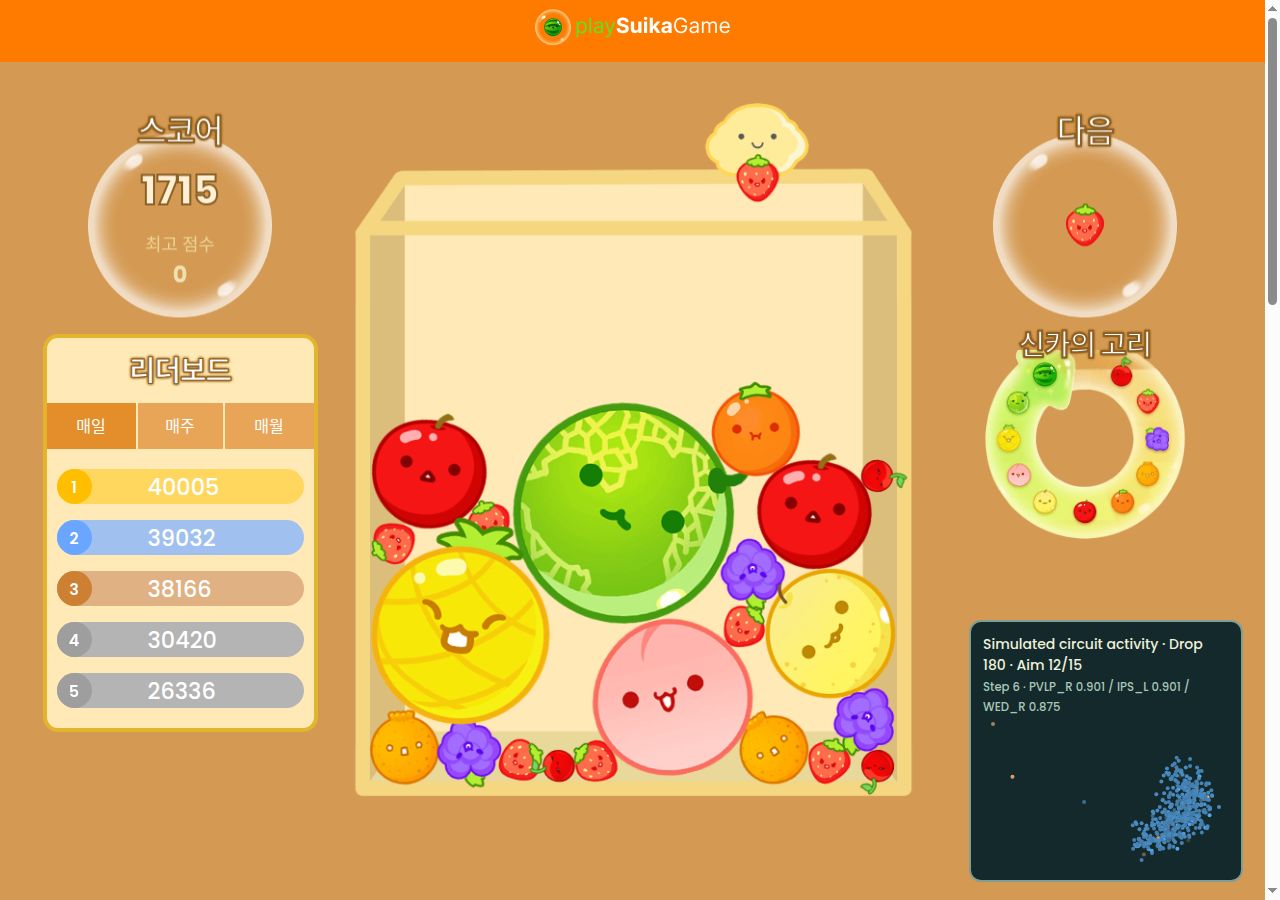 playSuikaGame
스코어
1715
최고 점수
0
다음
리더보드
매일 매주 매월
1 40005
2 39032
3 38166
4 30420
5 26336
신카의 고리
Simulated circuit activity · Drop
180 · Aim 12/15
Step 6 · PVLP_R 0.901 / IPS_L 0.901 /
WED_R 0.875